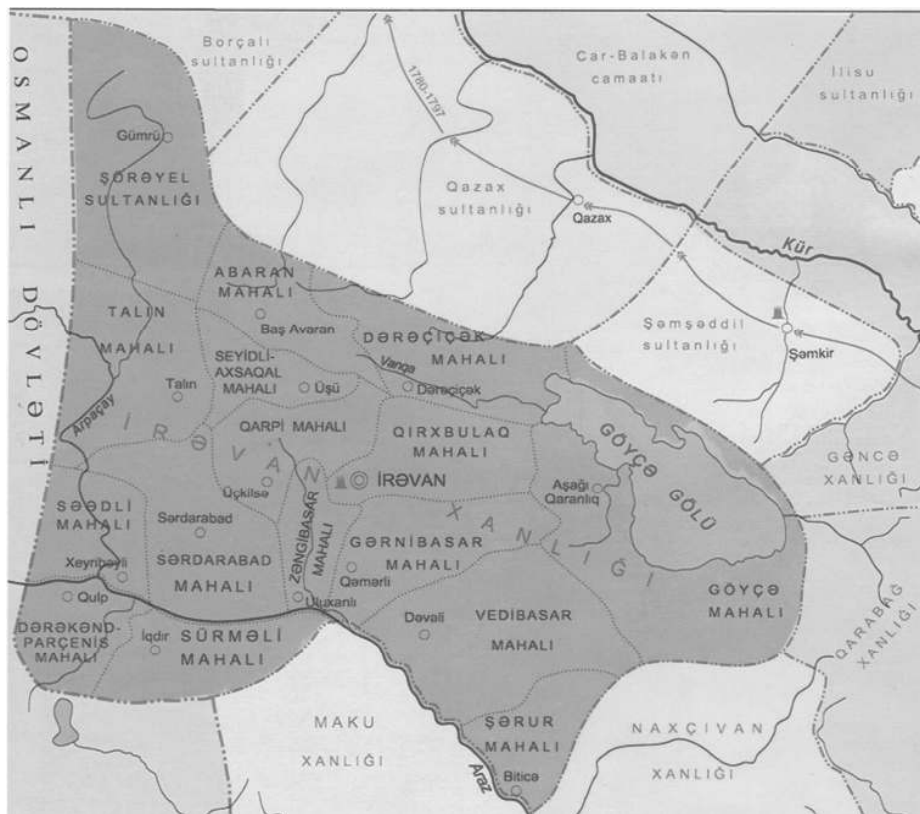 OSMANLI DÖVLƏTİ
Borçalı
sultanlığı
1780-1797
Car-Balakən
camaatı
İlisu
sultanlığı
Gümrü
ŞÖRƏYEL
SULTANLIĞI
Qazax
sultanlığı
Qazax
Kür
ABARAN
MAHALI
Baş Avəran
TALIN
MAHALI
Talın
SEYİDLİ-
AXSAQAL
MAHALI
Üşü
DƏRƏÇİÇƏK
MAHALI
Vanqa
Dərəçiçək
Şəmşəddil
sultanlığı
Şəmkir
Arpaçay
İRƏVAN XANLIĞI
QARPİ MAHALI
Üçkilsə
QIRXBULAQ
MAHALI
İRƏVAN
Aşağı
Qaranlıq
GÖYÇƏ GÖLÜ
GƏNCƏ
XANLIĞI
SƏƏDLİ
MAHALI
Xeyribəyli
Sərdarabad
SƏRDARABAD
MAHALI
ZƏNGİBASAR
MAHALI
Uluxanlı
GƏRNİBASAR
MAHALI
Qəmərli
GÖYÇƏ
MAHALI
QARABAĞ
XANLIĞI
Qulp
DƏRƏKƏND-
PARÇENİS
MAHALI
İqdır
SÜRMƏLİ
MAHALI
Dəvəli
VEDİBASAR
MAHALI
MAKU
XANLIĞI
Araz
ŞƏRUR
MAHALI
Biticə
NAXÇIVAN
XANLIĞI